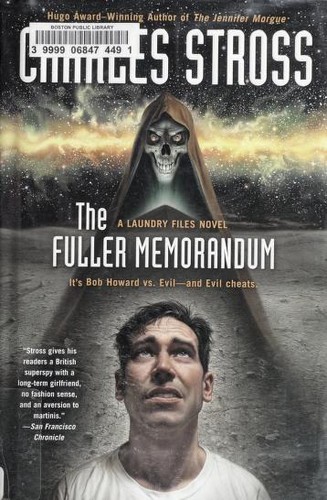 Hugo Award–Winning Author of The Jennifer Morgue
BOSTON PUBLIC LIBRARY
3 9999 06847 449 1
CHARLES STROSS
The
A LAUNDRY FILES NOVEL
FULLER MEMORANDUM
It's Bob Howard vs. Evil—and Evil cheats.
"Stross gives his
readers a British
superspy with a
long-term girlfriend,
no fashion sense,
and an aversion to
martinis."
—San Francisco
Chronicle